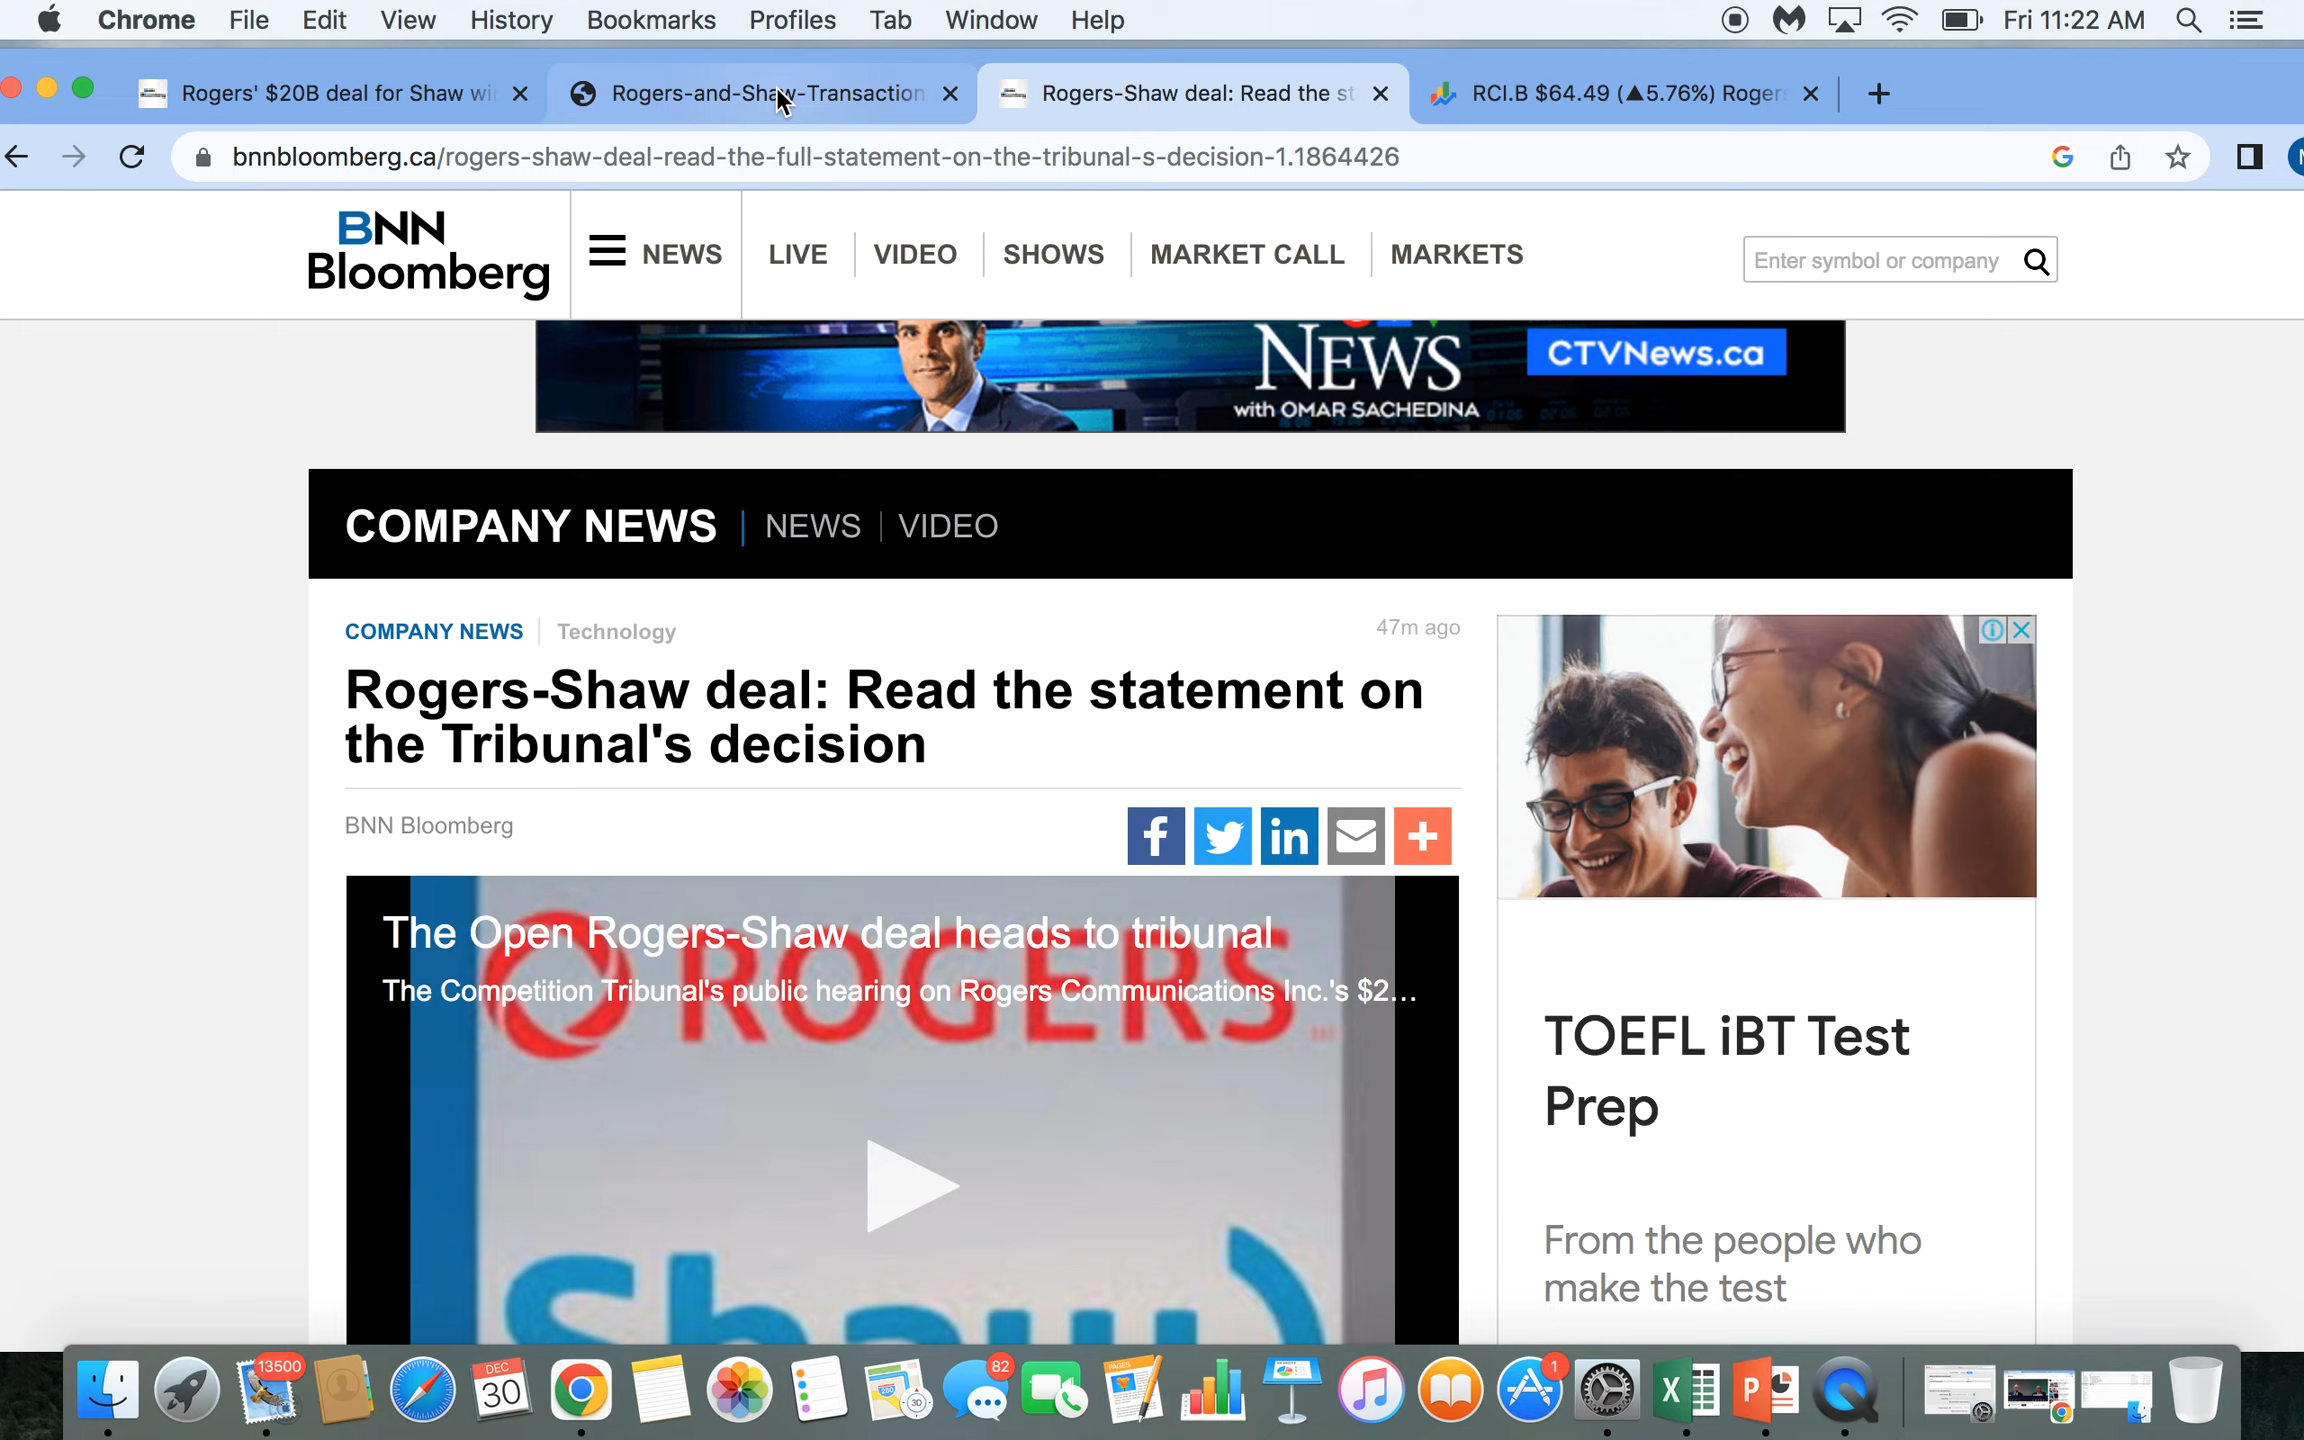 Chrome File Edit View History Bookmarks Profiles Tab Window Help Fri 11:22 AM
Rogers' $20B deal for Shaw wi Rogers-and-Shaw-Transaction Rogers-Shaw deal: Read the st RCI.B $64.49 (▲5.76%) Roger
bnnbloomberg.ca/rogers-shaw-deal-read-the-full-statement-on-the-tribunal-s-decision-1.1864426
BNN
Bloomberg
NEWS LIVE VIDEO SHOWS MARKET CALL MARKETS
Enter symbol or company
NEWS
with OMAR SACHEDINA
CTVNews.ca
COMPANY NEWS NEWS VIDEO
COMPANY NEWS Technology 47m ago
Rogers-Shaw deal: Read the statement on
the Tribunal's decision
BNN Bloomberg
The Open Rogers-Shaw deal heads to tribunal
The Competition Tribunal's public hearing on Rogers Communications Inc.'s $2...
ROGERS
Shaw)
TOEFL iBT Test
Prep
From the people who
make the test
13500
DEC
30
280
3D
82
PAGES
1
X
P